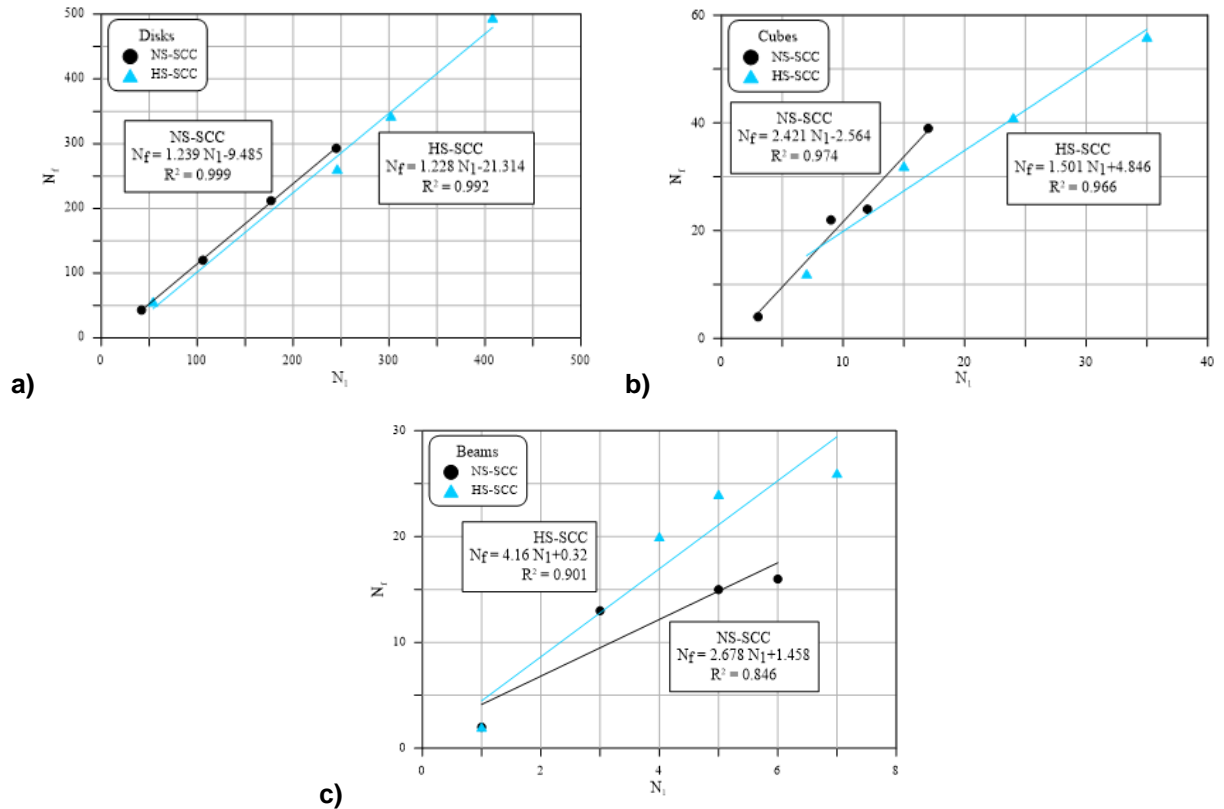 Disks
NS-SCC
HS-SCC
500
400
300
200
100
0
NS-SCC
Nf = 1.239 N1-9.485
R² = 0.999
HS-SCC
Nf = 1.228 N1-21.314
R² = 0.992
Nf
0 100 200 300 400 500
N1
a)
Cubes
NS-SCC
HS-SCC
60
40
20
0
NS-SCC
Nf = 2.421 N1-2.564
R² = 0.974
HS-SCC
Nf = 1.501 N1+4.846
R² = 0.966
Nf
0 10 20 30 40
N1
b)
Beams
NS-SCC
HS-SCC
30
20
10
0
HS-SCC
Nf = 4.16 N1+0.32
R² = 0.901
NS-SCC
Nf = 2.678 N1+1.458
R² = 0.846
Nf
0 2 4 6 8
N1
c)